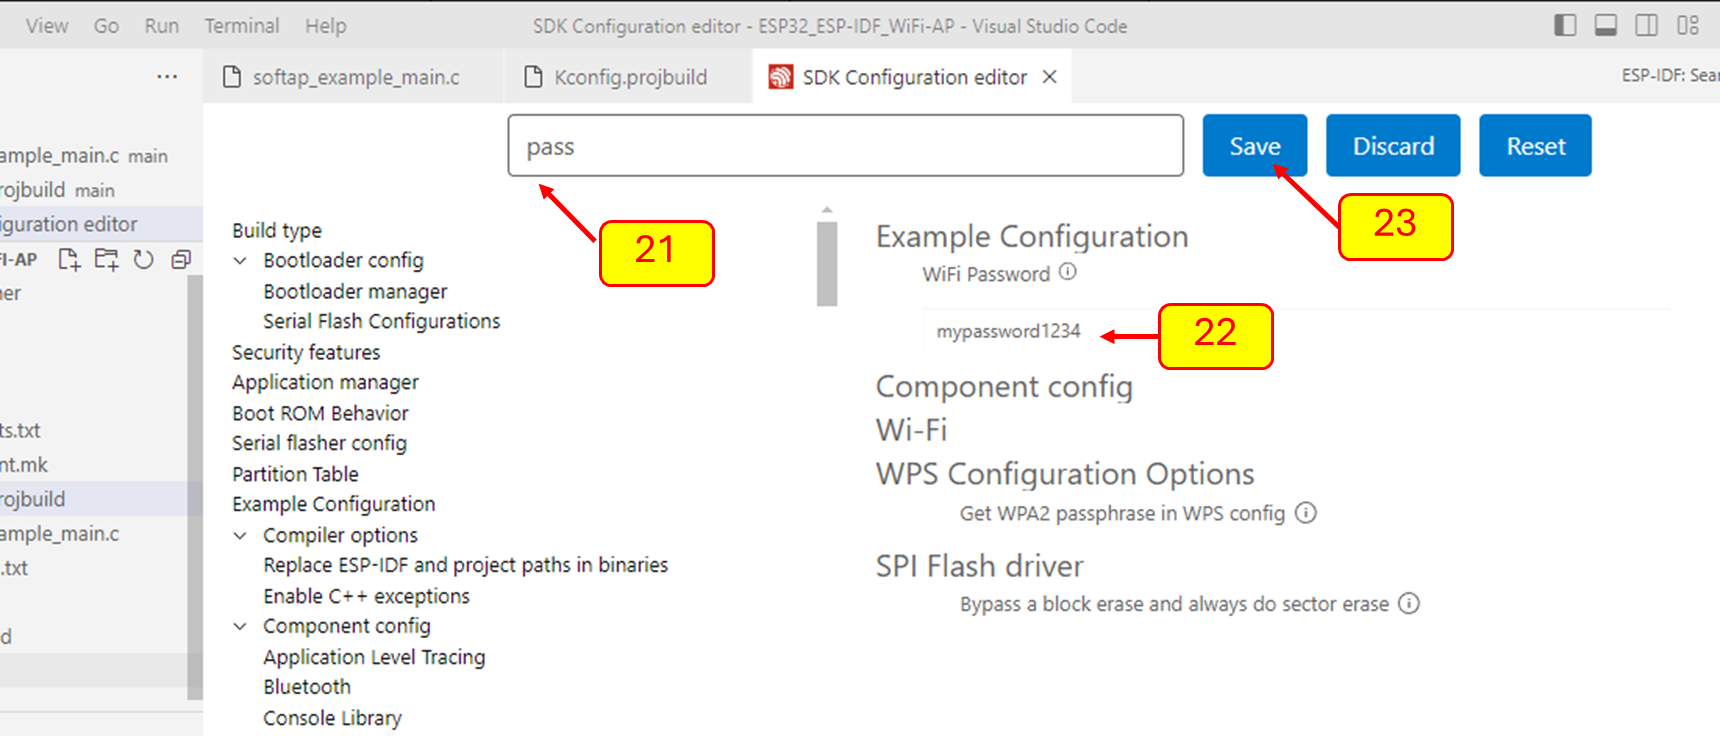 View Go Run Terminal Help SDK Configuration editor - ESP32_ESP-IDF_WiFi-AP - Visual Studio Code
... softap_example_main.c Kconfig.projbuild SDK Configuration editor ESP-IDF: Sear
pass Save Discard Reset
21
23
ample_main.c main
rojbuild main
iguration editor
FI-AP
ner
ts.txt
nt.mk
rojbuild
ample_main.c
.txt
d
Build type
Bootloader config
Bootloader manager
Serial Flash Configurations
Security features
Application manager
Boot ROM Behavior
Serial flasher config
Partition Table
Example Configuration
Compiler options
Replace ESP-IDF and project paths in binaries
Enable C++ exceptions
Component config
Application Level Tracing
Bluetooth
Console Library
Example Configuration
WiFi Password
mypassword1234
22
Component config
Wi-Fi
WPS Configuration Options
Get WPA2 passphrase in WPS config
SPI Flash driver
Bypass a block erase and always do sector erase